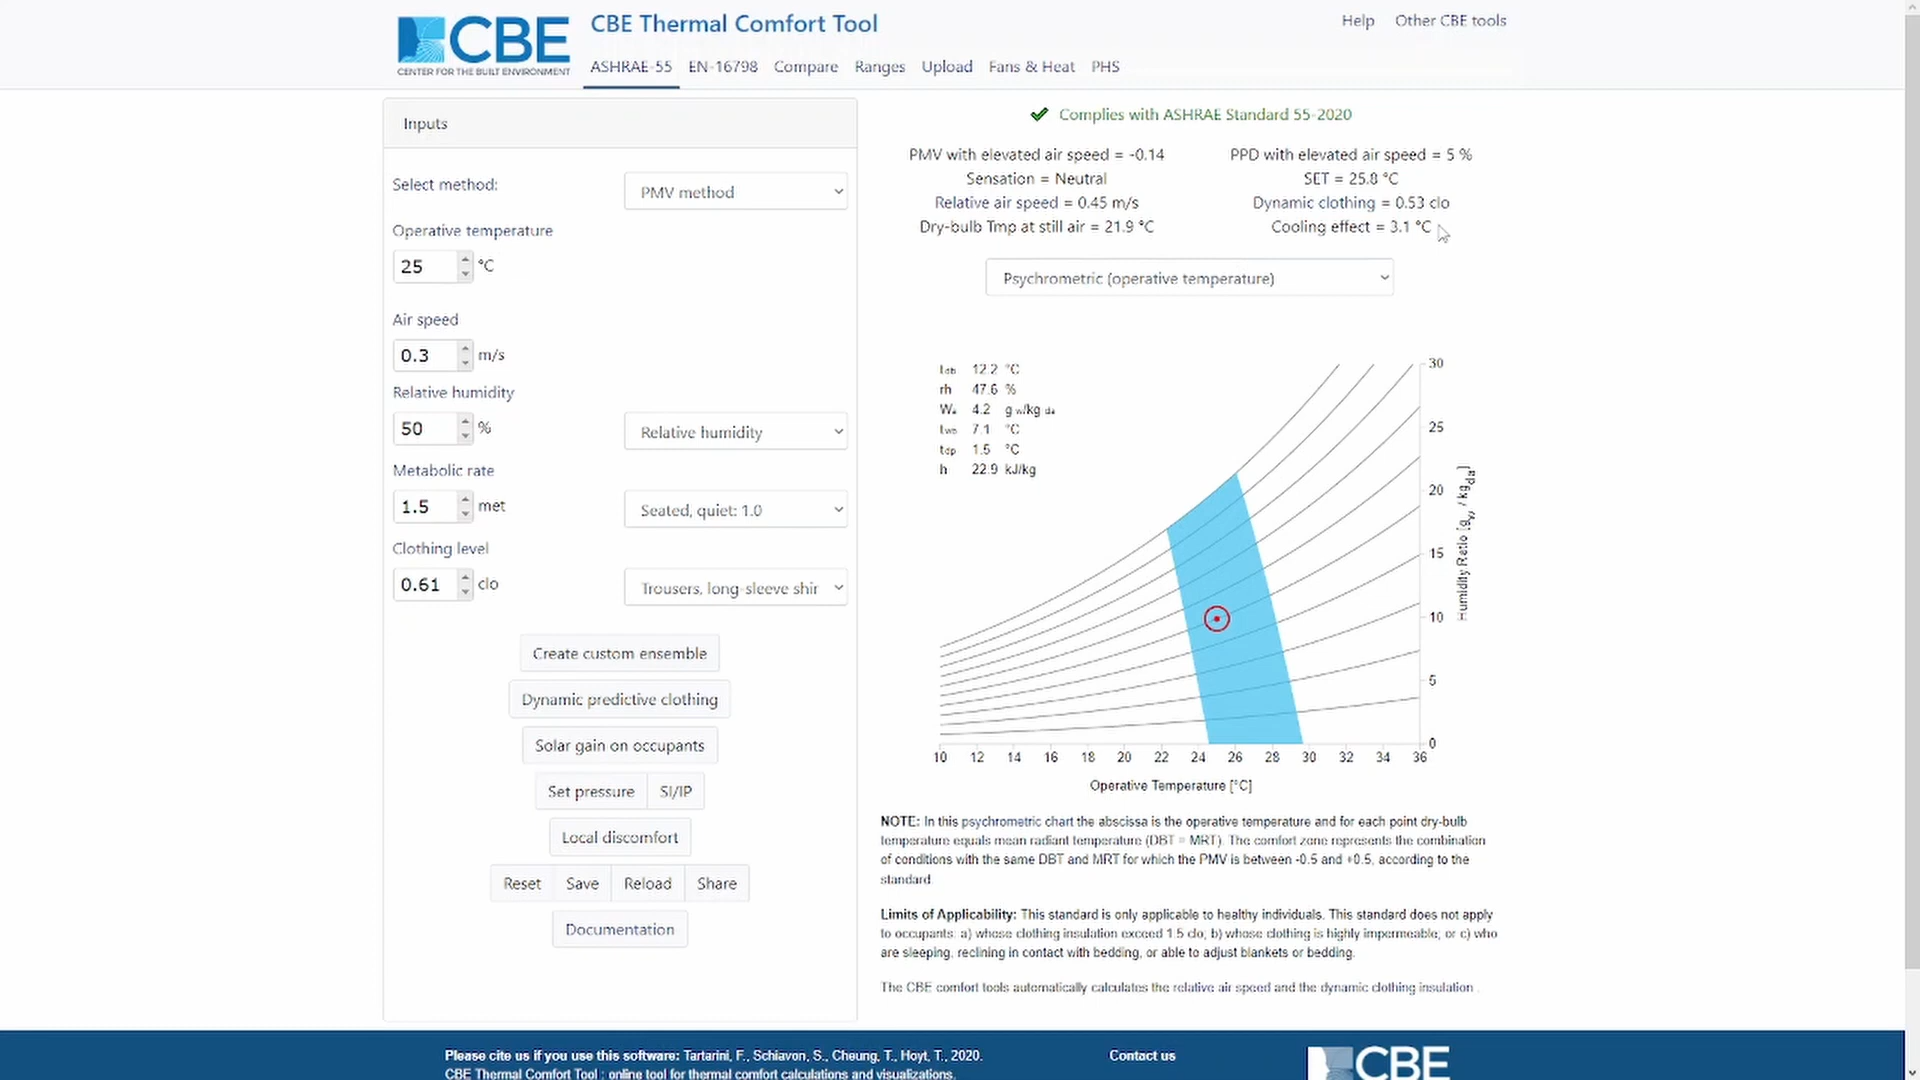 CBE
CENTER FOR THE BUILT ENVIRONMENT
CBE Thermal Comfort Tool
Help Other CBE tools
ASHRAE-55 EN-16798 Compare Ranges Upload Fans & Heat PHS
Inputs
Select method:
PMV method
Operative temperature
25 °C
Air speed
0.3 m/s
Relative humidity
50 %
Relative humidity
Metabolic rate
1.5 met
Seated, quiet: 1.0
Clothing level
0.61 clo
Trousers, long-sleeve shir
Create custom ensemble
Dynamic predictive clothing
Solar gain on occupants
Set pressure SI/IP
Local discomfort
Reset Save Reload Share
Documentation
Complies with ASHRAE Standard 55-2020
PMV with elevated air speed = -0.14 PPD with elevated air speed = 5 %
Sensation = Neutral SET = 25.8 °C
Relative air speed = 0.45 m/s Dynamic clothing = 0.53 clo
Dry-bulb Tmp at still air = 21.9 °C Cooling effect = 3.1 °C
Psychrometric (operative temperature)
tdb 12.2 °C
rh 47.6 %
Wa 4.2 g w/kg da
twb 7.1 °C
tdp 1.5 °C
h 22.9 kJ/kg
30
25
20
15
10
5
0
Humidity Ratio [gw / kgda]
10 12 14 16 18 20 22 24 26 28 30 32 34 36
Operative Temperature [°C]
NOTE: In this psychrometric chart the abscissa is the operative temperature and for each point dry-bulb
temperature equals mean radiant temperature (DBT = MRT). The comfort zone represents the combination
of conditions with the same DBT and MRT for which the PMV is between -0.5 and +0.5, according to the
standard.
Limits of Applicability: This standard is only applicable to healthy individuals. This standard does not apply
to occupants: a) whose clothing insulation exceed 1.5 clo; b) whose clothing is highly impermeable; or c) who
are sleeping, reclining in contact with bedding, or able to adjust blankets or bedding.
The CBE comfort tools automatically calculates the relative air speed and the dynamic clothing insulation .
Please cite us if you use this software: Tartarini, F., Schiavon, S., Cheung, T., Hoyt, T., 2020.
CBE Thermal Comfort Tool : online tool for thermal comfort calculations and visualizations.
Contact us
CBE